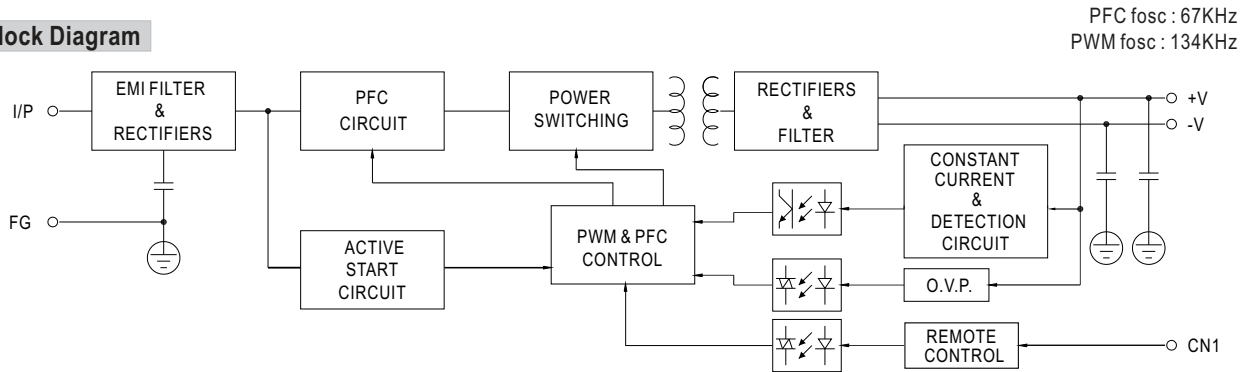 PFC fosc : 67KHz
PWM fosc : 134KHz
lock Diagram
I/P
EMI FILTER
&
RECTIFIERS
PFC
CIRCUIT
POWER
SWITCHING
RECTIFIERS
&
FILTER
+V
-V
CONSTANT
CURRENT
&
DETECTION
CIRCUIT
FG
ACTIVE
START
CIRCUIT
PWM & PFC
CONTROL
O.V.P.
REMOTE
CONTROL
CN1